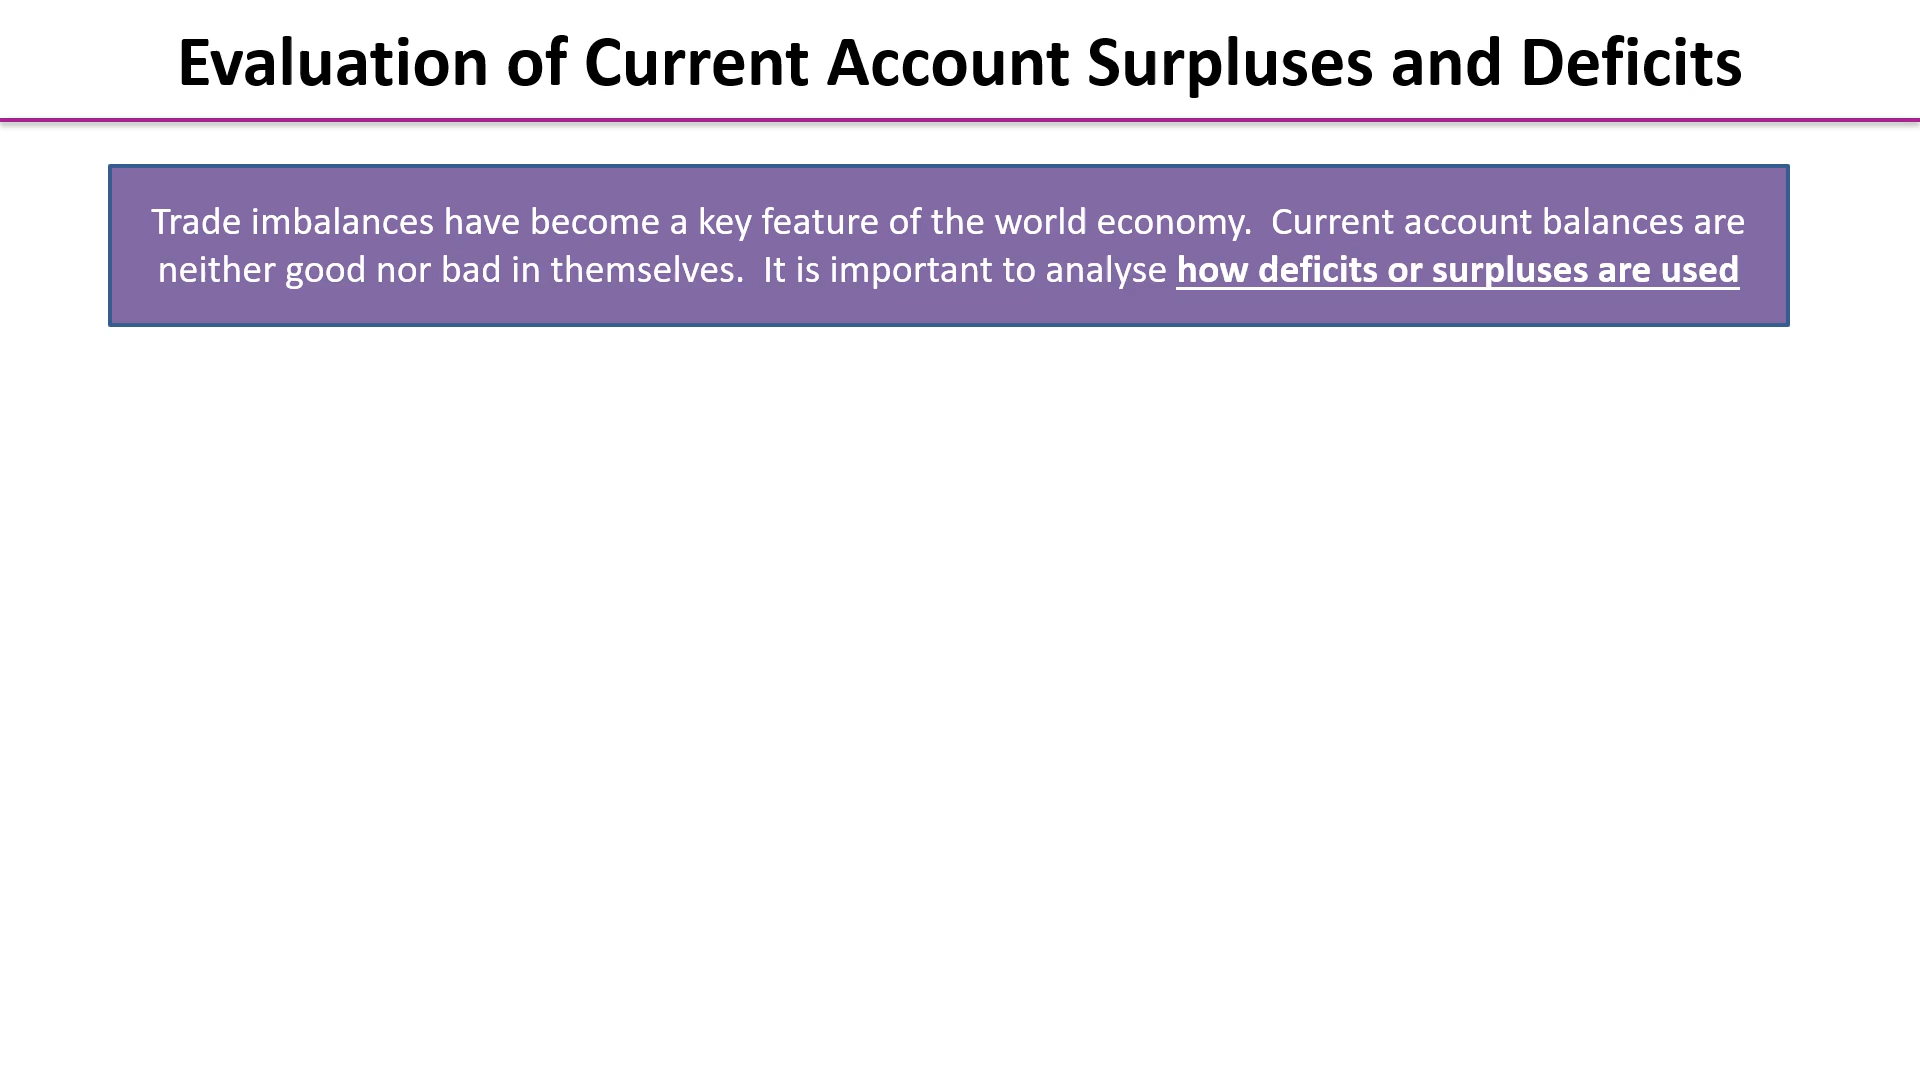 Evaluation of Current Account Surpluses and Deficits
Trade imbalances have become a key feature of the world economy.  Current account balances are
neither good nor bad in themselves.  It is important to analyse how deficits or surpluses are used